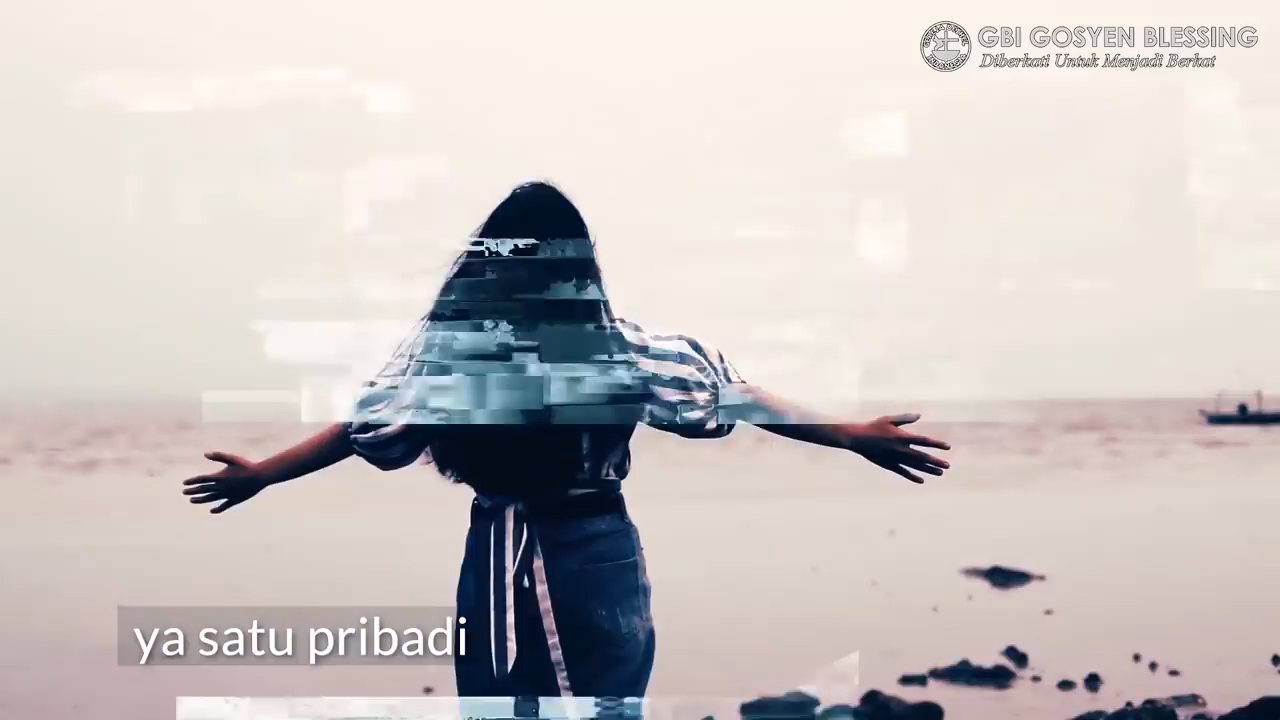 GBI GOSYEN BLESSING
Diberkati Untuk Menjadi Berkat
ya satu pribadi